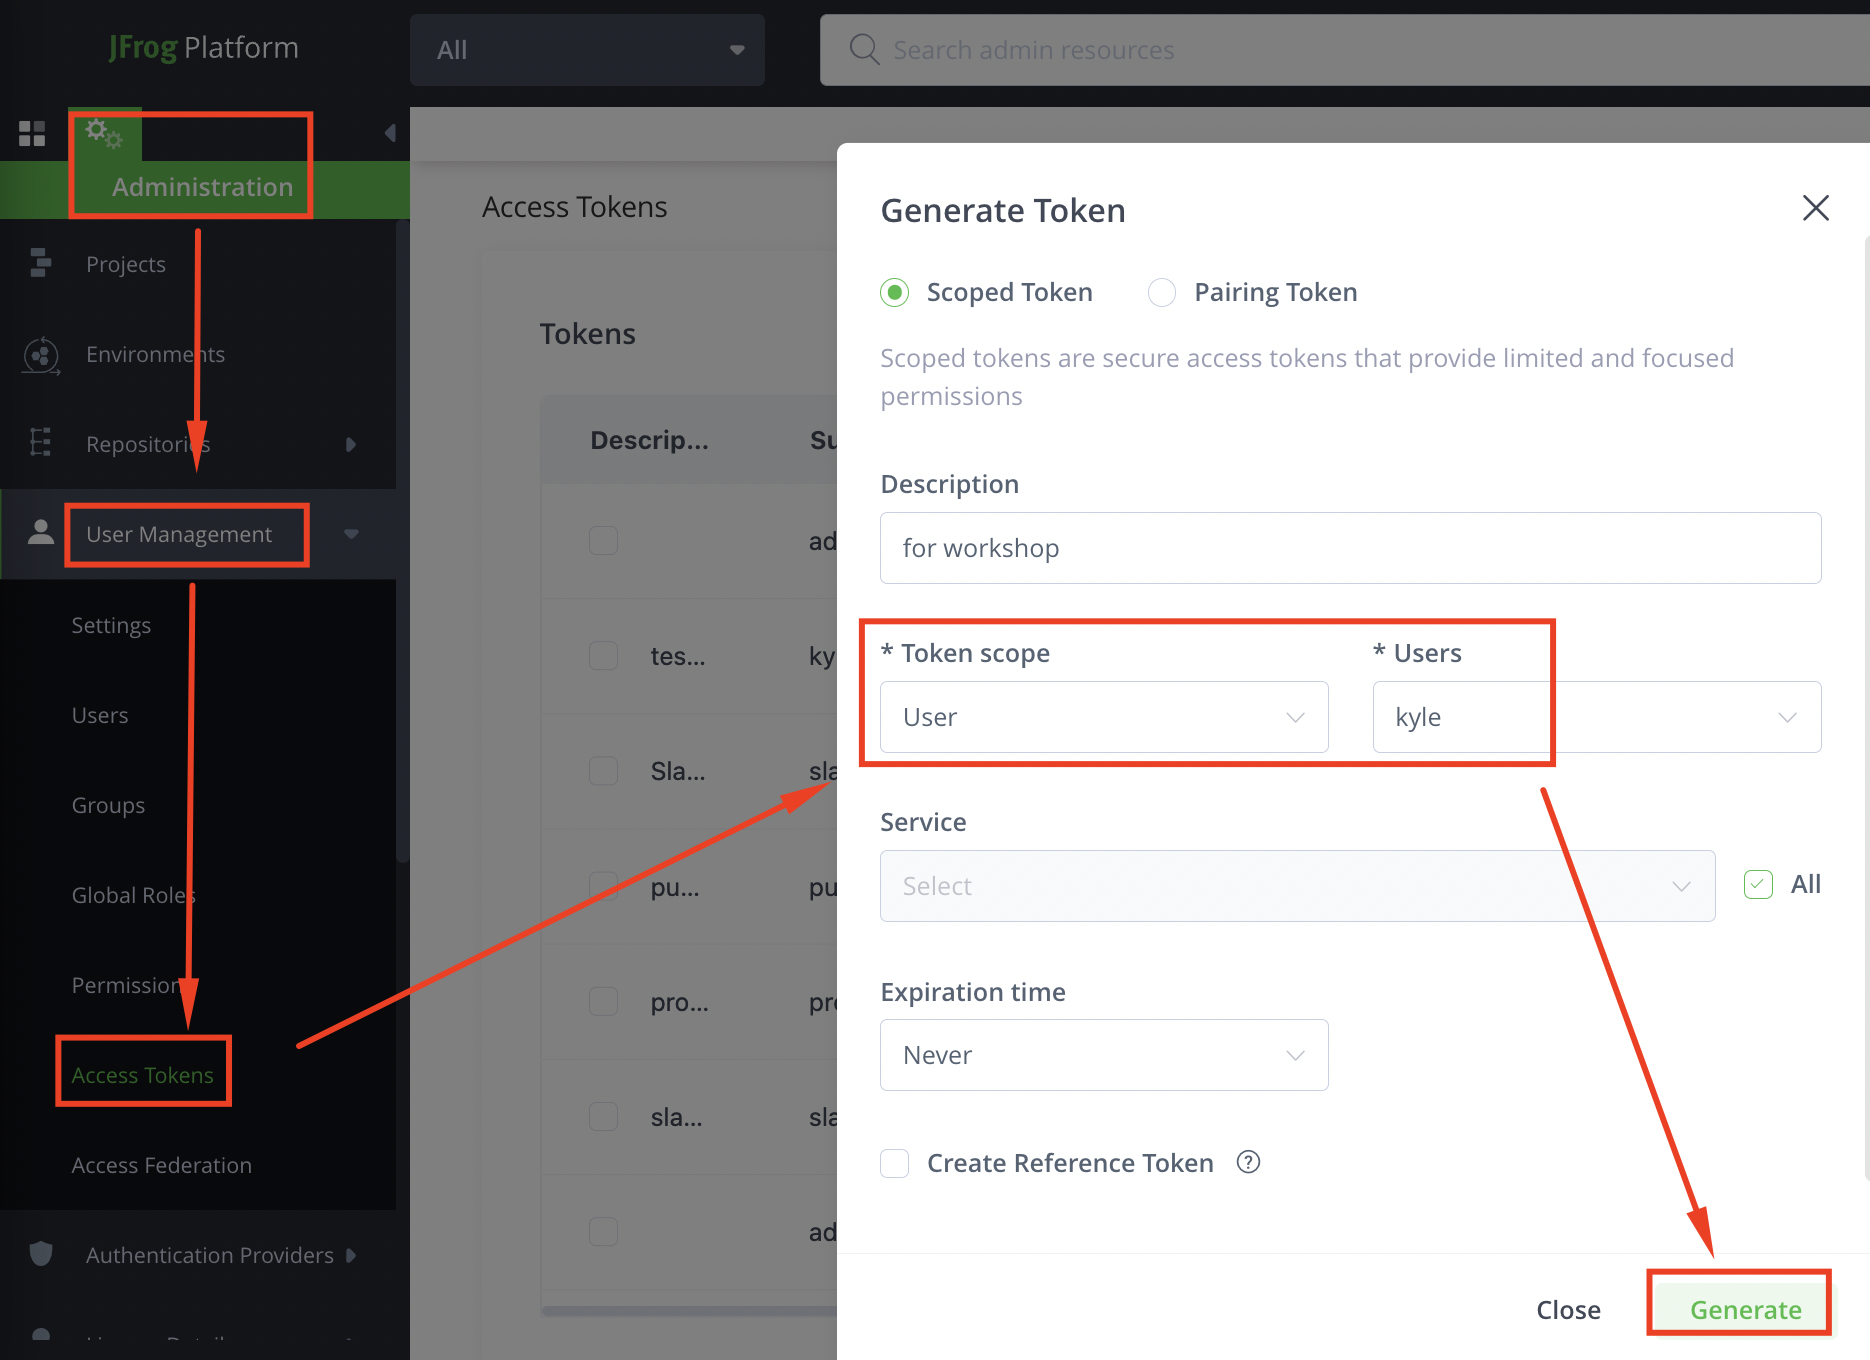 JFrog Platform
All
Search admin resources
Administration
Projects
Environments
Repositories
User Management
Settings
Users
Groups
Global Roles
Permission
Access Tokens
Access Federation
Authentication Providers
Access Tokens
Tokens
Descrip... Su
ad
tes... ky
Sla... sla
pu... pu
pro... pro
sla... sla
ad
Generate Token
Scoped Token Pairing Token
Scoped tokens are secure access tokens that provide limited and focused
permissions
Description
for workshop
* Token scope * Users
User kyle
Service
Select All
Expiration time
Never
Create Reference Token ?
Close Generate